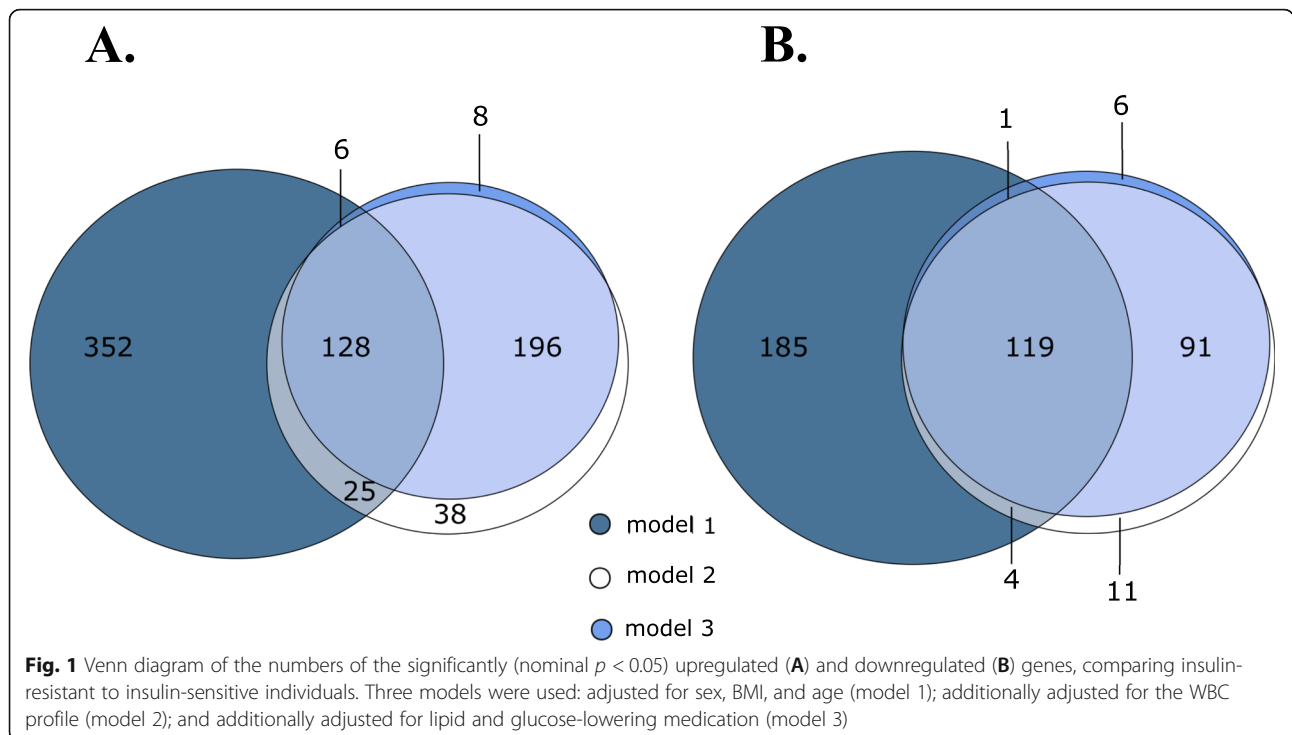 A.
B.
6
8
352
128
196
25
38
1
6
185
119
91
4
11
model 1
model 2
model 3
Fig. 1 Venn diagram of the numbers of the significantly (nominal p < 0.05) upregulated (A) and downregulated (B) genes, comparing insulin-
resistant to insulin-sensitive individuals. Three models were used: adjusted for sex, BMI, and age (model 1); additionally adjusted for the WBC
profile (model 2); and additionally adjusted for lipid and glucose-lowering medication (model 3)